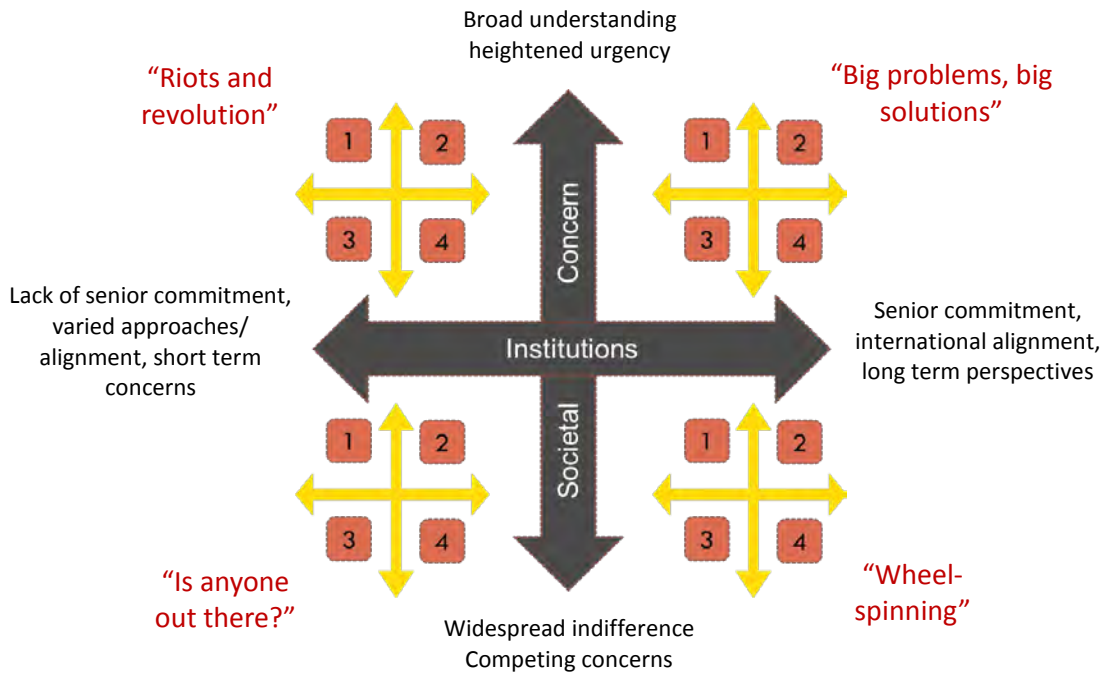 Broad understanding
heightened urgency
“Riots and
revolution”
“Big problems, big
solutions”
1
2
3
4
1
2
3
4
Concern
Lack of senior commitment,
varied approaches/
alignment, short term
concerns
Institutions
Senior commitment,
international alignment,
long term perspectives
Societal
1
2
3
4
1
2
3
4
“Is anyone
out there?”
“Wheel-
spinning”
Widespread indifference
Competing concerns